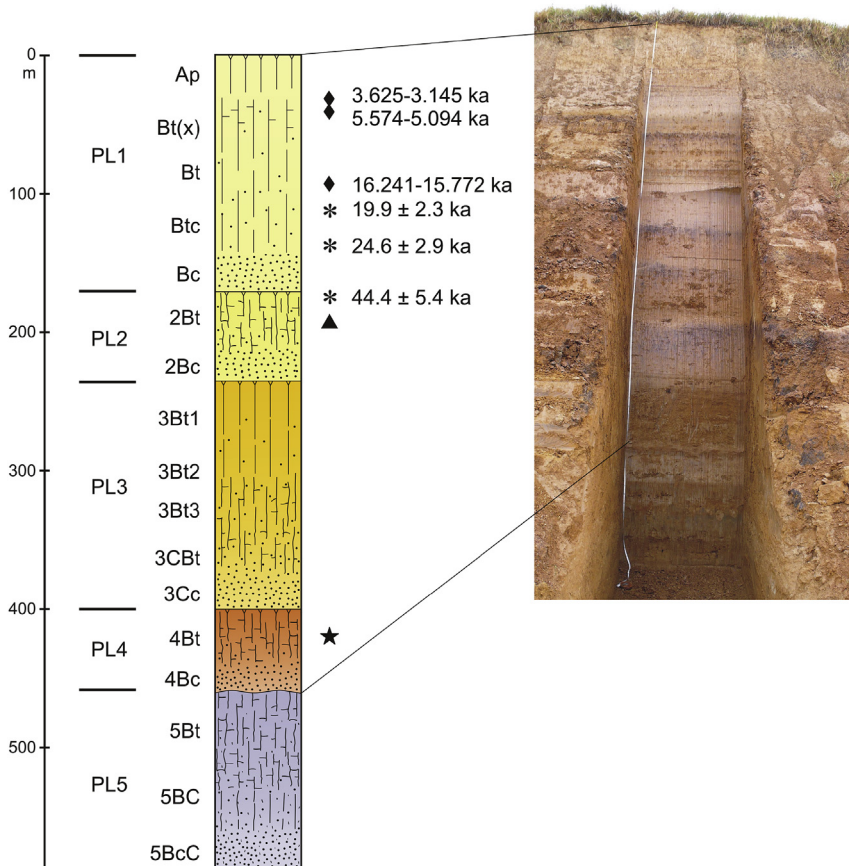 0
m
Ap
3.625-3.145 ka
5.574-5.094 ka
Bt(x)
PL1
Bt
16.241-15.772 ka
100
19.9 ± 2.3 ka
Btc
24.6 ± 2.9 ka
Bc
44.4 ± 5.4 ka
2Bt
200
PL2
2Bc
3Bt1
300
3Bt2
PL3
3Bt3
3CBt
3Cc
400
4Bt
PL4
4Bc
5Bt
500
PL5
5BC
5BcC